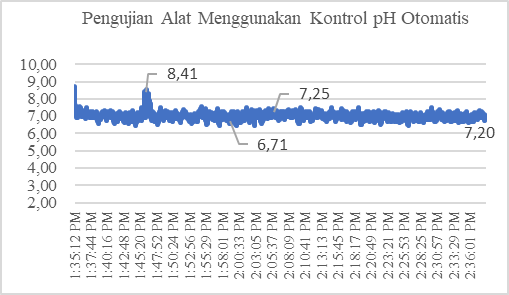 Pengujian Alat Menggunakan Kontrol pH Otomatis
10,00
9,00
8,00
7,00
6,00
5,00
4,00
3,00
2,00
8,41
7,25
6,71
7,20
1:35:12 PM
1:37:44 PM
1:40:16 PM
1:42:48 PM
1:45:20 PM
1:47:52 PM
1:50:24 PM
1:52:56 PM
1:55:29 PM
1:58:01 PM
2:00:33 PM
2:03:05 PM
2:05:37 PM
2:08:09 PM
2:10:41 PM
2:13:13 PM
2:15:45 PM
2:18:17 PM
2:20:49 PM
2:23:21 PM
2:25:53 PM
2:28:25 PM
2:30:57 PM
2:33:29 PM
2:36:01 PM